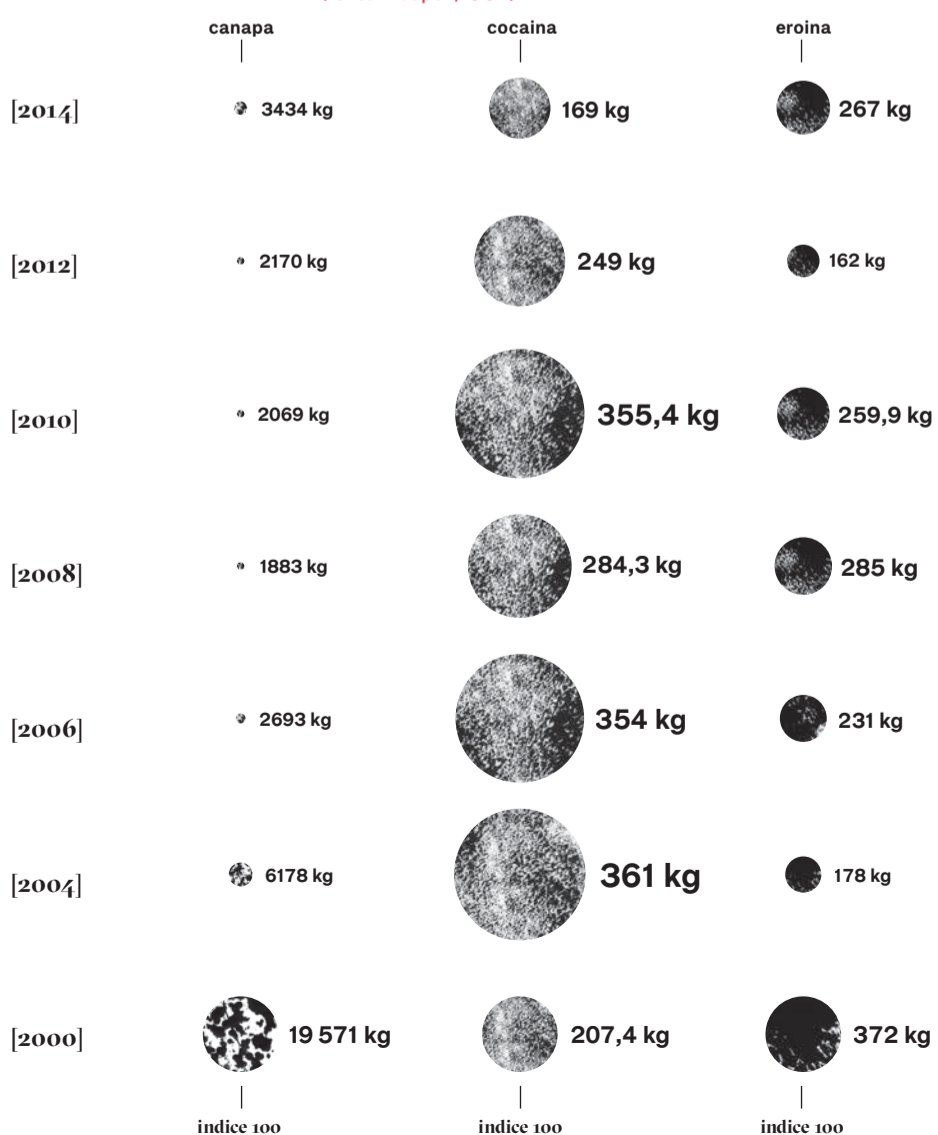 canapa cocaina eroina
[2014] 3434 kg 169 kg 267 kg
[2012] 2170 kg 249 kg 162 kg
[2010] 2069 kg 355,4 kg 259,9 kg
[2008] 1883 kg 284,3 kg 285 kg
[2006] 2693 kg 354 kg 231 kg
[2004] 6178 kg 361 kg 178 kg
[2000] 19 571 kg 207,4 kg 372 kg
indice 100 indice 100 indice 100